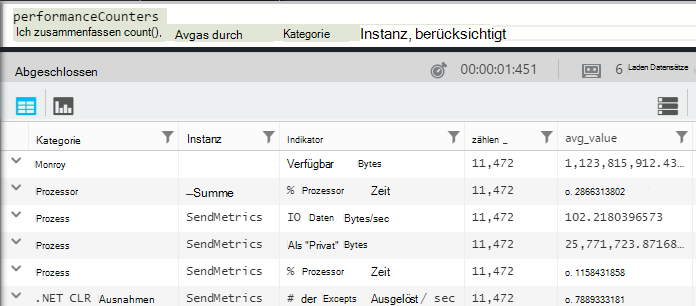 performanceCounters
Ich zusammenfassen count(), Avgas durch Kategorie Instanz, berücksichtigt
Abgeschlossen 00:00:01:451 6 Laden Datensätze
Kategorie Instanz Indikator zählen _ avg_value
Monroy Verfügbar Bytes 11,472 1,123,815,912.43...
Prozessor —Summe % Prozessor Zeit 11,472 o. 2866313802
Prozess SendMetrics IO Daten Bytes/sec 11,472 102.2180396573
Prozess SendMetrics Als "Privat" Bytes 11,472 25,771,723.87168...
Prozess SendMetrics % Prozessor Zeit 11,472 o. 1158431858
.NET CLR Ausnahmen SendMetrics # der Excepts Ausgelöst / sec 11,472 o. 7889333181